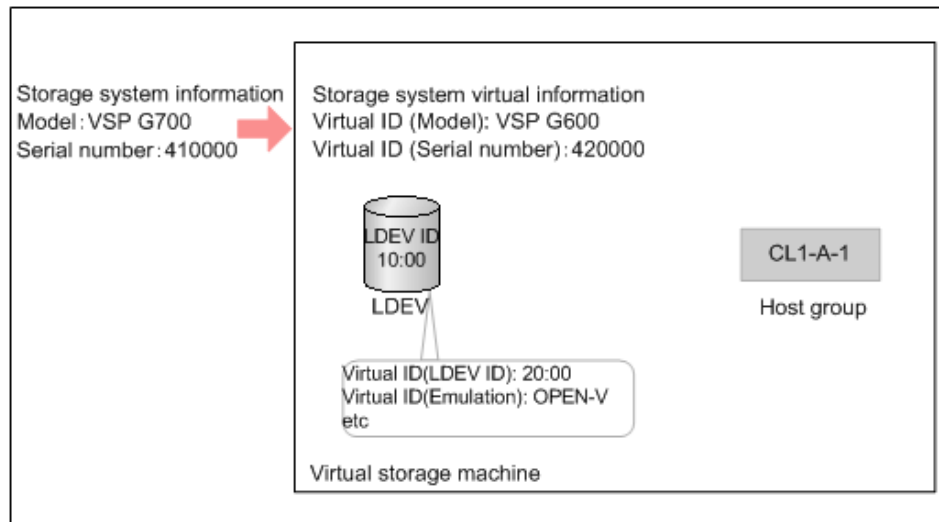 Storage system information
Model:VSP G700
Serial number:410000
Storage system virtual information
Virtual ID (Model): VSP G600
Virtual ID (Serial number):420000
LDEV ID
10:00
LDEV
CL1-A-1
Host group
Virtual ID(LDEV ID): 20:00
Virtual ID(Emulation): OPEN-V
etc
Virtual storage machine